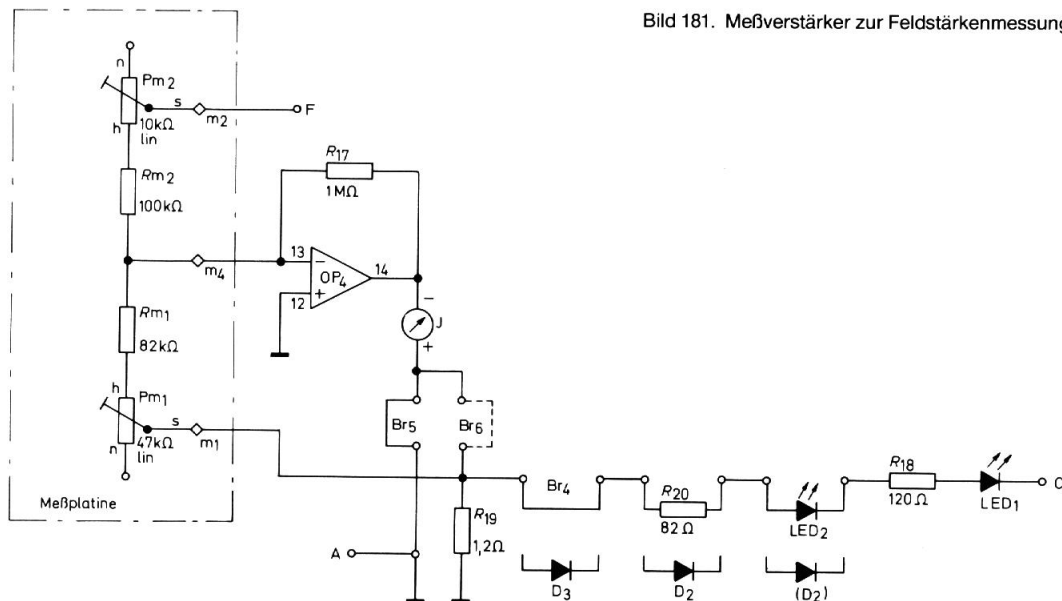 Bild 181. Meßverstärker zur Feldstärkenmessung
n
Pm2
s
m2
F
h
10kΩ
lin
Rm2
100kΩ
R17
1MΩ
m4
13
−
OP4
14
12
+
−
J
+
Rm1
82kΩ
h
Pm1
s
m1
47kΩ
lin
n
Meßplatine
Br5
Br6
Br4
R20
82Ω
LED2
R18
120Ω
LED1
R19
1,2Ω
A
D3
D2
(D2)